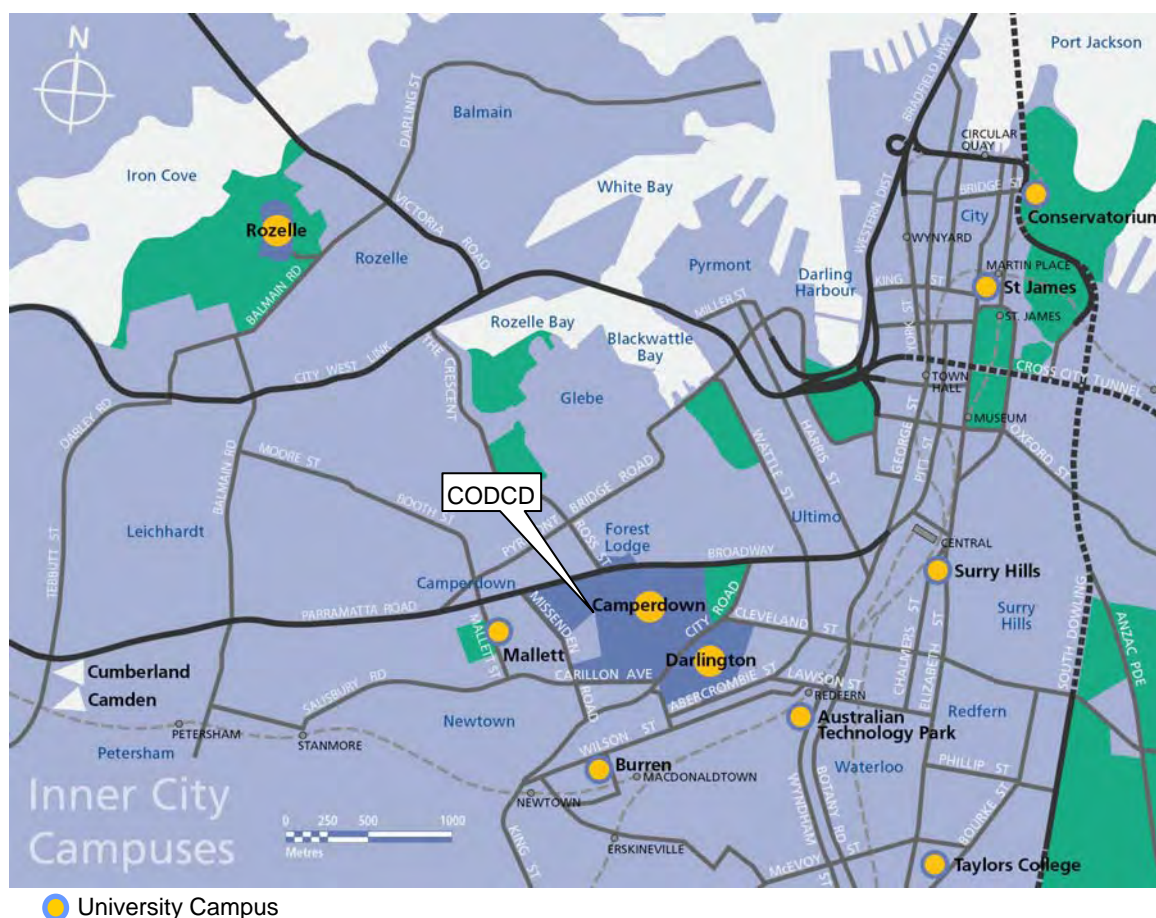 N
Port Jackson
BRADFIELD HWY
DARLING ST
Balmain
CIRCULAR
QUAY
Iron Cove
White Bay
BRIDGE ST
Conservatorium
VICTORIA ROAD
WESTERN DIST
City
Rozelle
WYNYARD
Rozelle
Pyrmont
Darling
Harbour
MARTIN PLACE
KING ST
St James
BALMAIN RD
MILLER ST
Rozelle Bay
ST. JAMES
YORK ST
Blackwattle
Bay
THE CRESCENT
CITY WEST LINK
TOWN
HALL
CROSS CITY TUNNEL
Glebe
DARLEY RD
MUSEUM
OXFORD ST
GEORGE ST
PITT ST
HARRIS ST
WATTLE ST
BALMAIN RD
MOORE ST
CODCD
BOOTH ST
PYRMONT BRIDGE ROAD
Leichhardt
ROSS ST
Forest
Lodge
Ultimo
TEBBUTT ST
BROADWAY
CENTRAL
Camperdown
Surry Hills
PARRAMATTA ROAD
MISSENDEN ROAD
Camperdown
CITY ROAD
CLEVELAND ST
Surry
Hills
SOUTH DOWLING
ANZAC PDE
MALLETT ST
Mallett
Darlington
CHALMERS ST
ELIZABETH ST
Cumberland
CARILLON AVE
ABERCROMBIE ST
LAWSON ST
Camden
SALISBURY RD
REDFERN
Newtown
Redfern
PETERSHAM
Australian
Technology Park
WILSON ST
STANMORE
Petersham
Burren
Waterloo
PHILLIP ST
MACDONALDTOWN
Inner City
Campuses
NEWTOWN
WYNDHAM ST
BOTANY RD
BOURKE ST
0 250 500 1000
Metres
KING ST
ERSKINEVILLE
McEVOY ST
Taylors College
University Campus